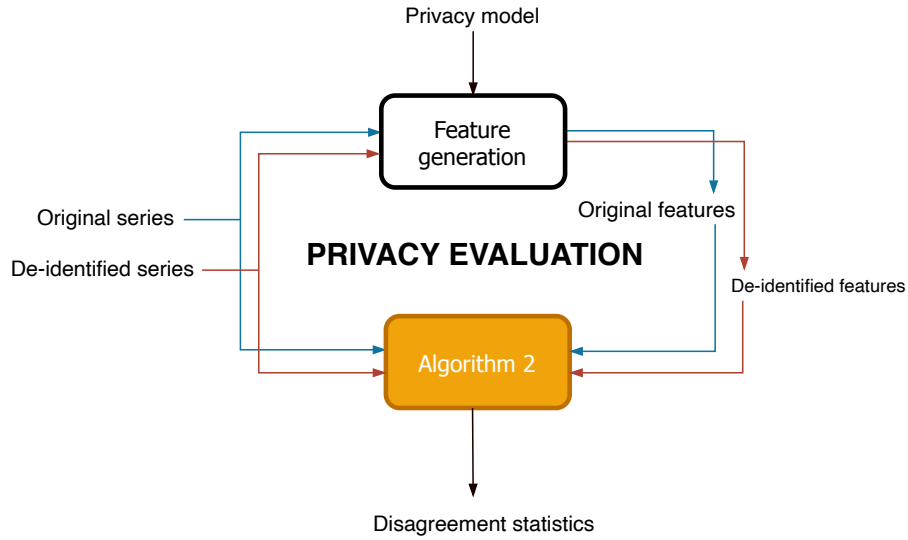 Privacy model
Feature
generation
Original series
Original features
PRIVACY EVALUATION
De-identified series
De-identified features
Algorithm 2
Disagreement statistics